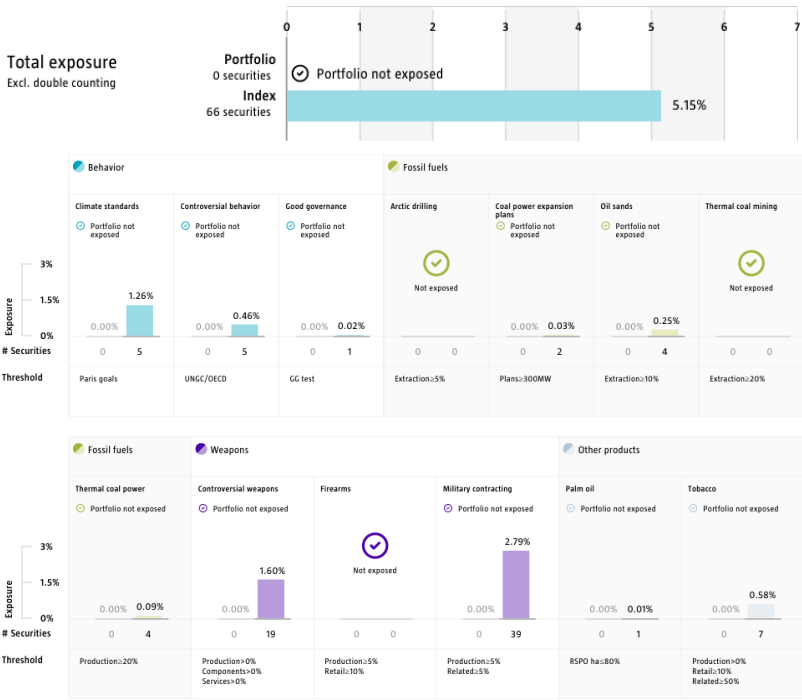 0 1 2 3 4 5 6 7
Total exposure
Excl. double counting
Portfolio
0 securities
Portfolio not exposed
Index
66 securities
5.15%
Behavior
Fossil fuels
Climate standards
Controversial behavior
Good governance
Arctic drilling
Coal power expansion
plans
Oil sands
Thermal coal mining
Portfolio not
exposed
Portfolio not
exposed
Portfolio not
exposed
Not exposed
Portfolio not
exposed
Portfolio not
exposed
Not exposed
Exposure
3%
1.5%
0%
0.00% 1.26%
0.00% 0.46%
0.00% 0.02%
0.00% 0.03%
0.00% 0.25%
# Securities 0 5 0 5 0 1 0 0 0 2 0 4 0 0
Threshold Paris goals UNGC/OECD GG test Extraction≥5% Plans≥300MW Extraction≥10% Extraction≥20%
Fossil fuels
Weapons
Other products
Thermal coal power
Controversial weapons
Firearms
Military contracting
Palm oil
Tobacco
Portfolio not exposed
Portfolio not exposed
Not exposed
Portfolio not exposed
Portfolio not exposed
Portfolio not exposed
Exposure
3%
1.5%
0%
0.00% 0.09%
0.00% 1.60%
0.00% 2.79%
0.00% 0.01%
0.00% 0.58%
# Securities 0 4 0 19 0 0 0 39 0 1 0 7
Threshold
Production≥20%
Production>0%
Components>0%
Services>0%
Production≥5%
Retail≥10%
Production≥5%
Related≥5%
RSPO ha≤80%
Production>0%
Retail≥10%
Related≥50%